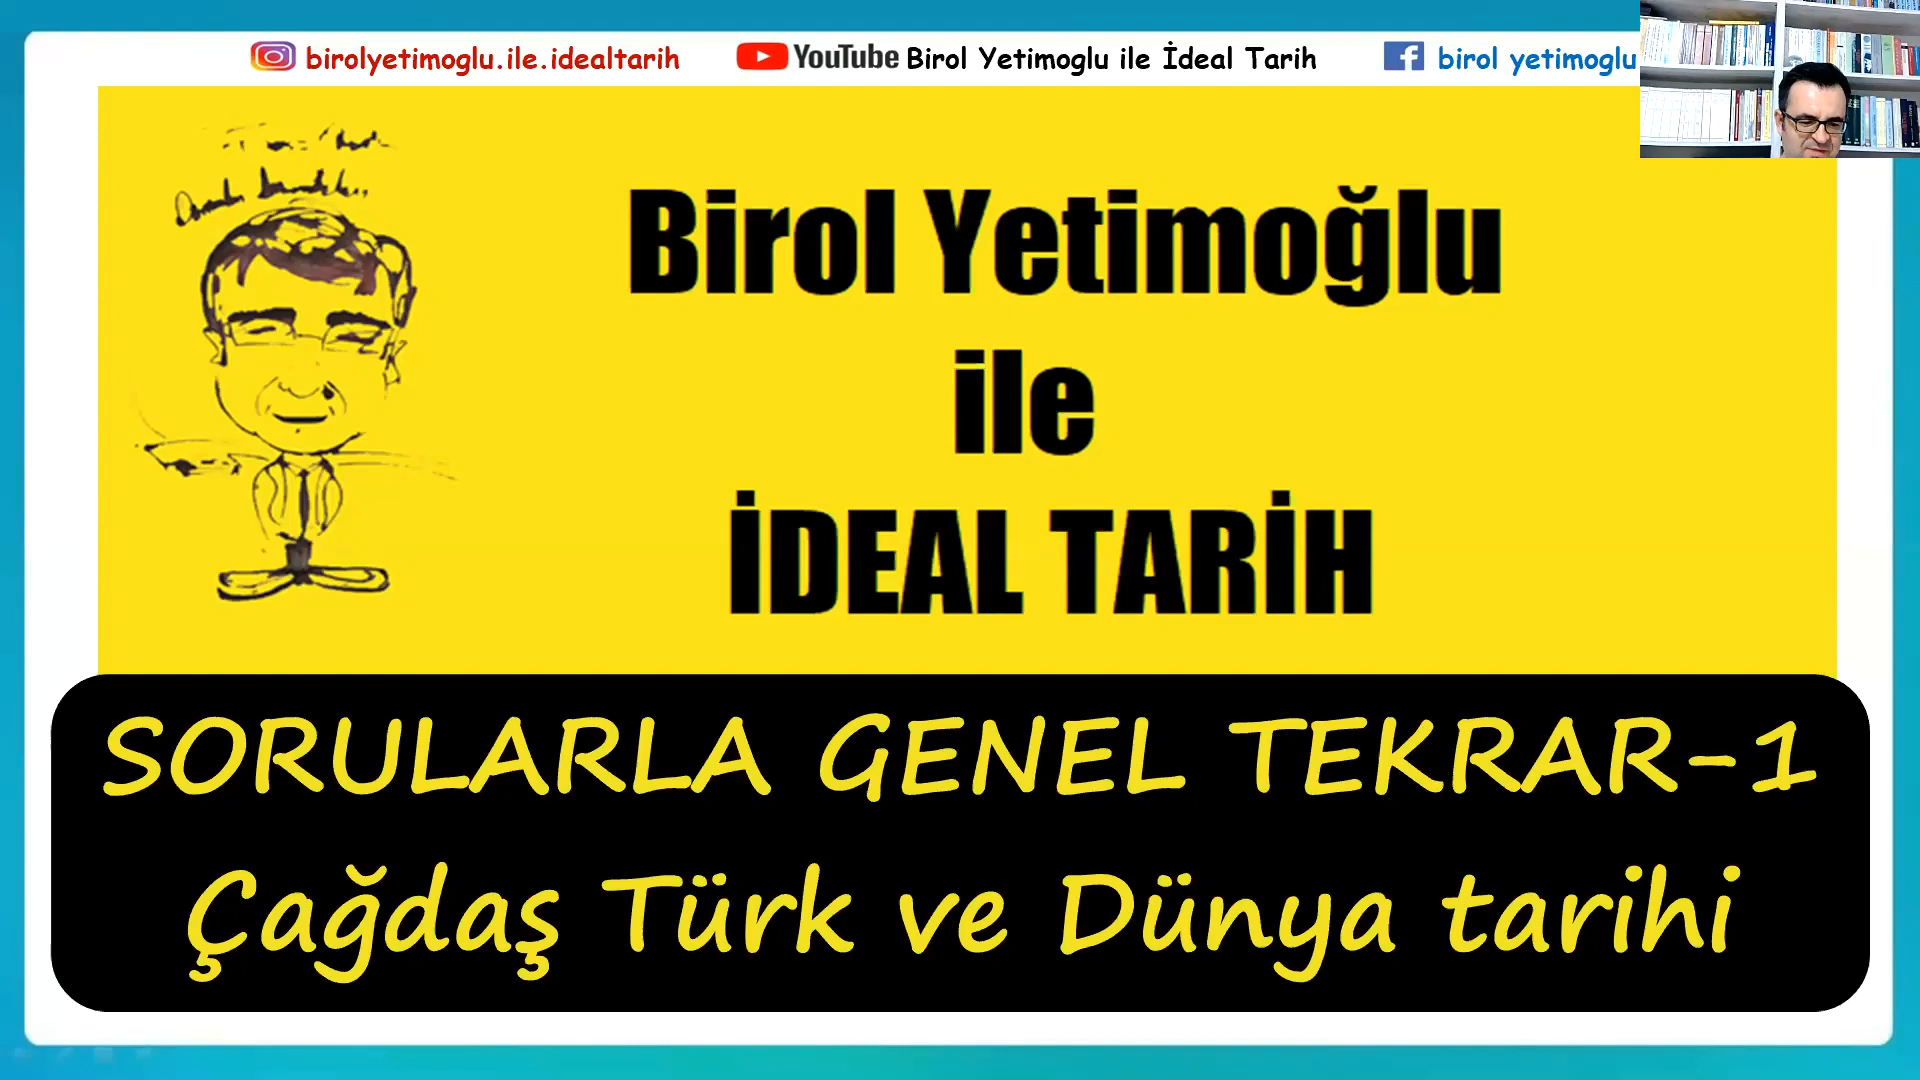 birolyetimoglu.ile.idealtarih
YouTube Birol Yetimoglu ile İdeal Tarih
birol yetimoglu
Birol Yetimoğlu
ile
İDEAL TARİH
SORULARLA GENEL TEKRAR-1
Çağdaş Türk ve Dünya tarihi